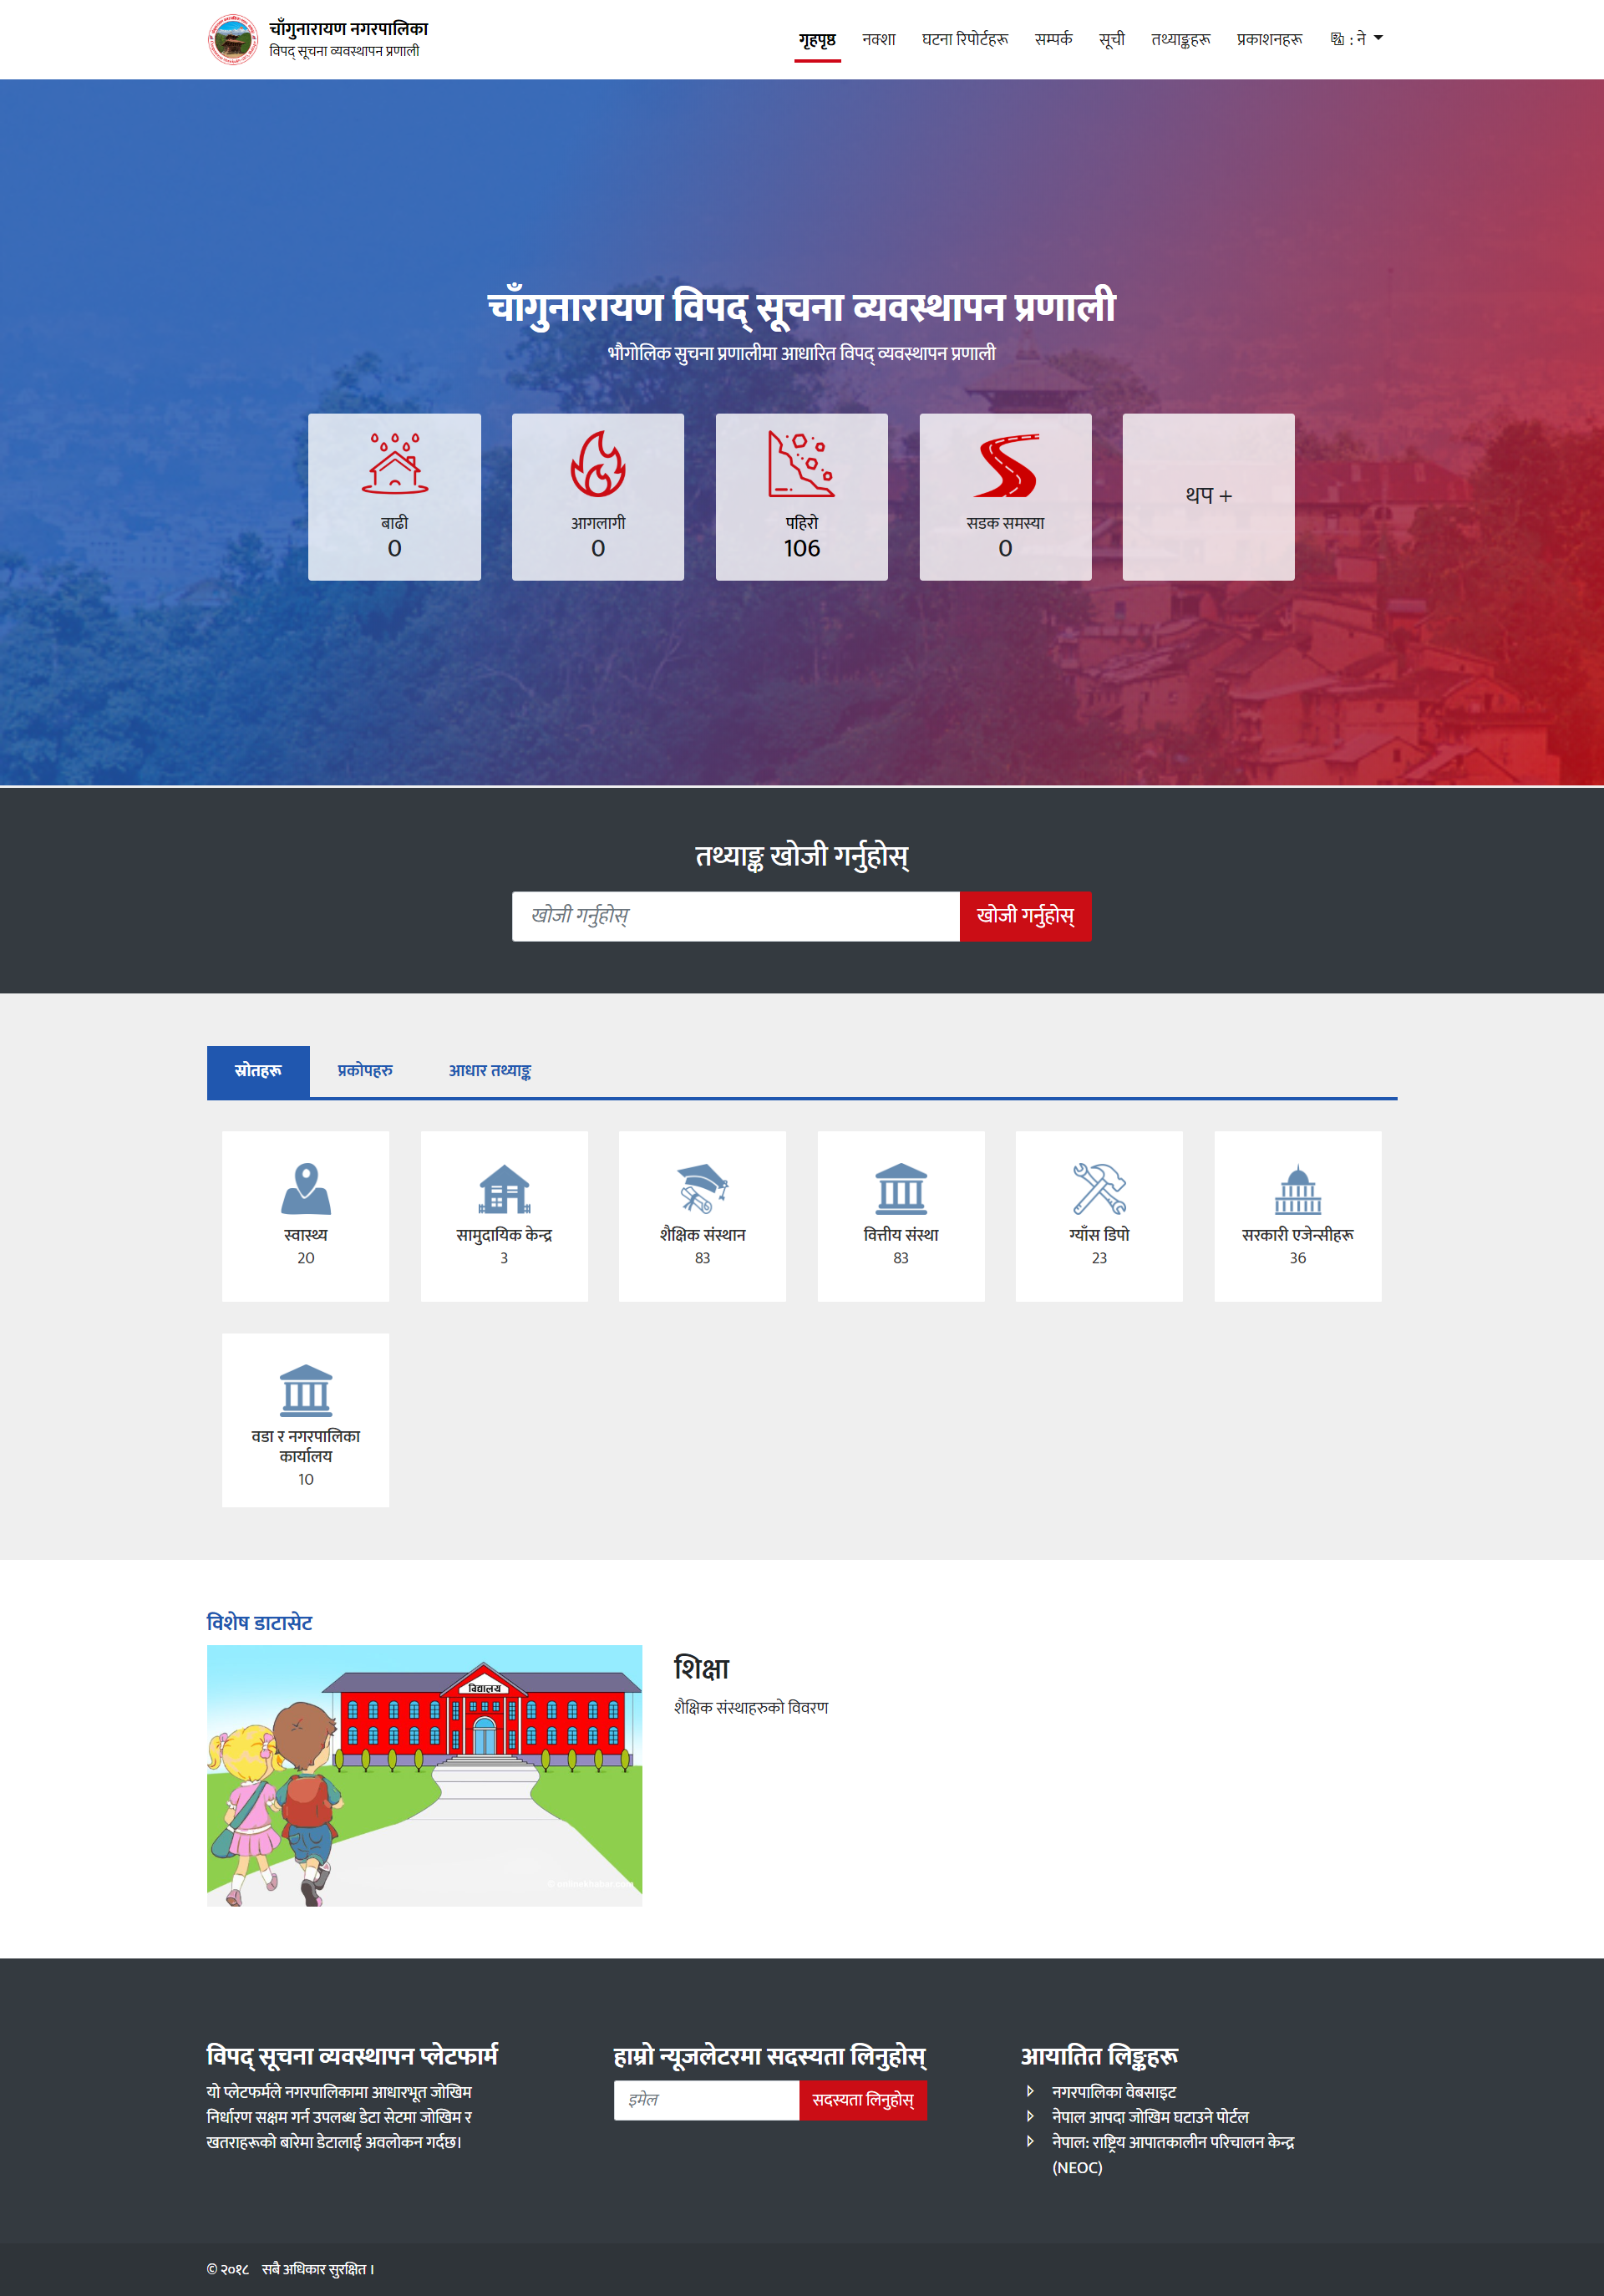 चाँगुनारायण नगरपालिका
विपद् सूचना व्यवस्थापन प्रणाली
गृहपृष्ठ नक्शा घटना रिपोर्टहरू सम्पर्क सूची तथ्याङ्कहरू प्रकाशनहरू : ने
चाँगुनारायण विपद् सूचना व्यवस्थापन प्रणाली
भौगोलिक सुचना प्रणालीमा आधारित विपद् व्यवस्थापन प्रणाली
बाढी आगलागी पहिरो सडक समस्या थप +
0 0 106 0
तथ्याङ्क खोजी गर्नुहोस्
खोजी गर्नुहोस् खोजी गर्नुहोस्
स्रोतहरू प्रकोपहरु आधार तथ्याङ्क
स्वास्थ्य सामुदायिक केन्द्र शैक्षिक संस्थान वित्तीय संस्था ग्याँस डिपो सरकारी एजेन्सीहरू
20 3 83 83 23 36
वडा र नगरपालिका
कार्यालय
10
विशेष डाटासेट
विद्यालय
शिक्षा
शैक्षिक संस्थाहरुको विवरण
© onlinekhabar.com
विपद् सूचना व्यवस्थापन प्लेटफार्म
यो प्लेटफर्मले नगरपालिकामा आधारभूत जोखिम
निर्धारण सक्षम गर्न उपलब्ध डेटा सेटमा जोखिम र
खतराहरूको बारेमा डेटालाई अवलोकन गर्दछ।
हाम्रो न्यूजलेटरमा सदस्यता लिनुहोस्
इमेल सदस्यता लिनुहोस्
आयातित लिङ्कहरू
नगरपालिका वेबसाइट
नेपाल आपदा जोखिम घटाउने पोर्टल
नेपाल: राष्ट्रिय आपातकालीन परिचालन केन्द्र
(NEOC)
© २०१८ सबै अधिकार सुरक्षित ।